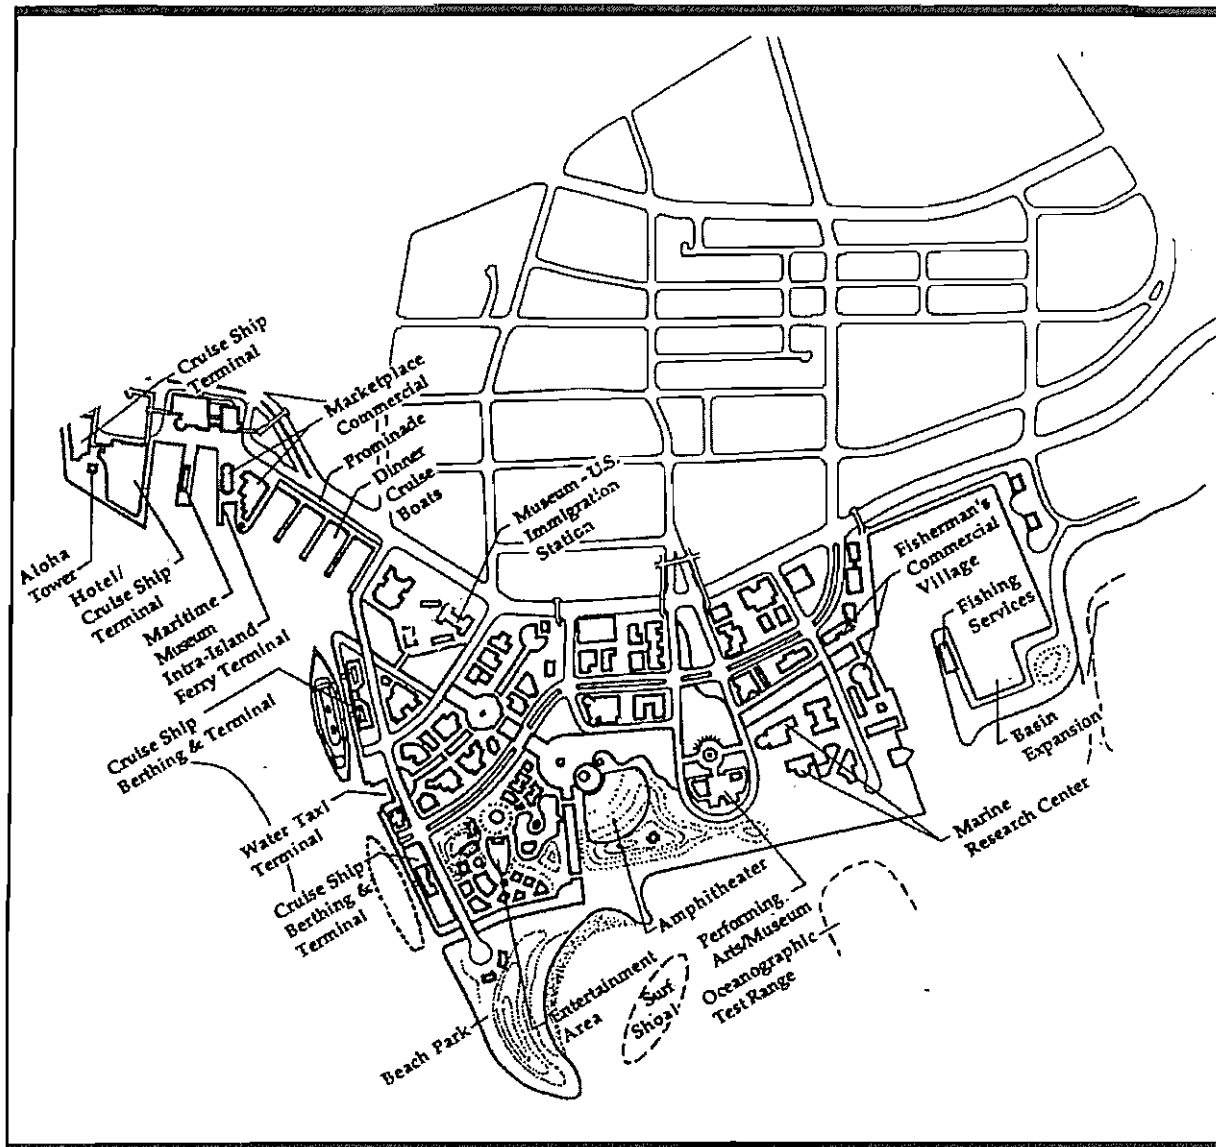 Cruise Ship
Terminal
Marketplace
Commercial
Prominade
Dinner
Cruise
Boats
Museum - U.S.
Immigration
Station
Fisherman's
Commercial
Village
Fishing
Services
Aloha
Tower
Hotel/
Cruise Ship
Terminal
Maritime
Museum
Intra-Island
Ferry Terminal
Cruise Ship
Berthing & Terminal
Water Taxi
Terminal
Cruise Ship
Berthing &
Terminal
Basin
Expansion
Marine
Research Center
Amphitheater
Performing
Arts/Museum
Oceanographic
Test Range
Surf
Shoal
Entertainment
Area
Beach Park